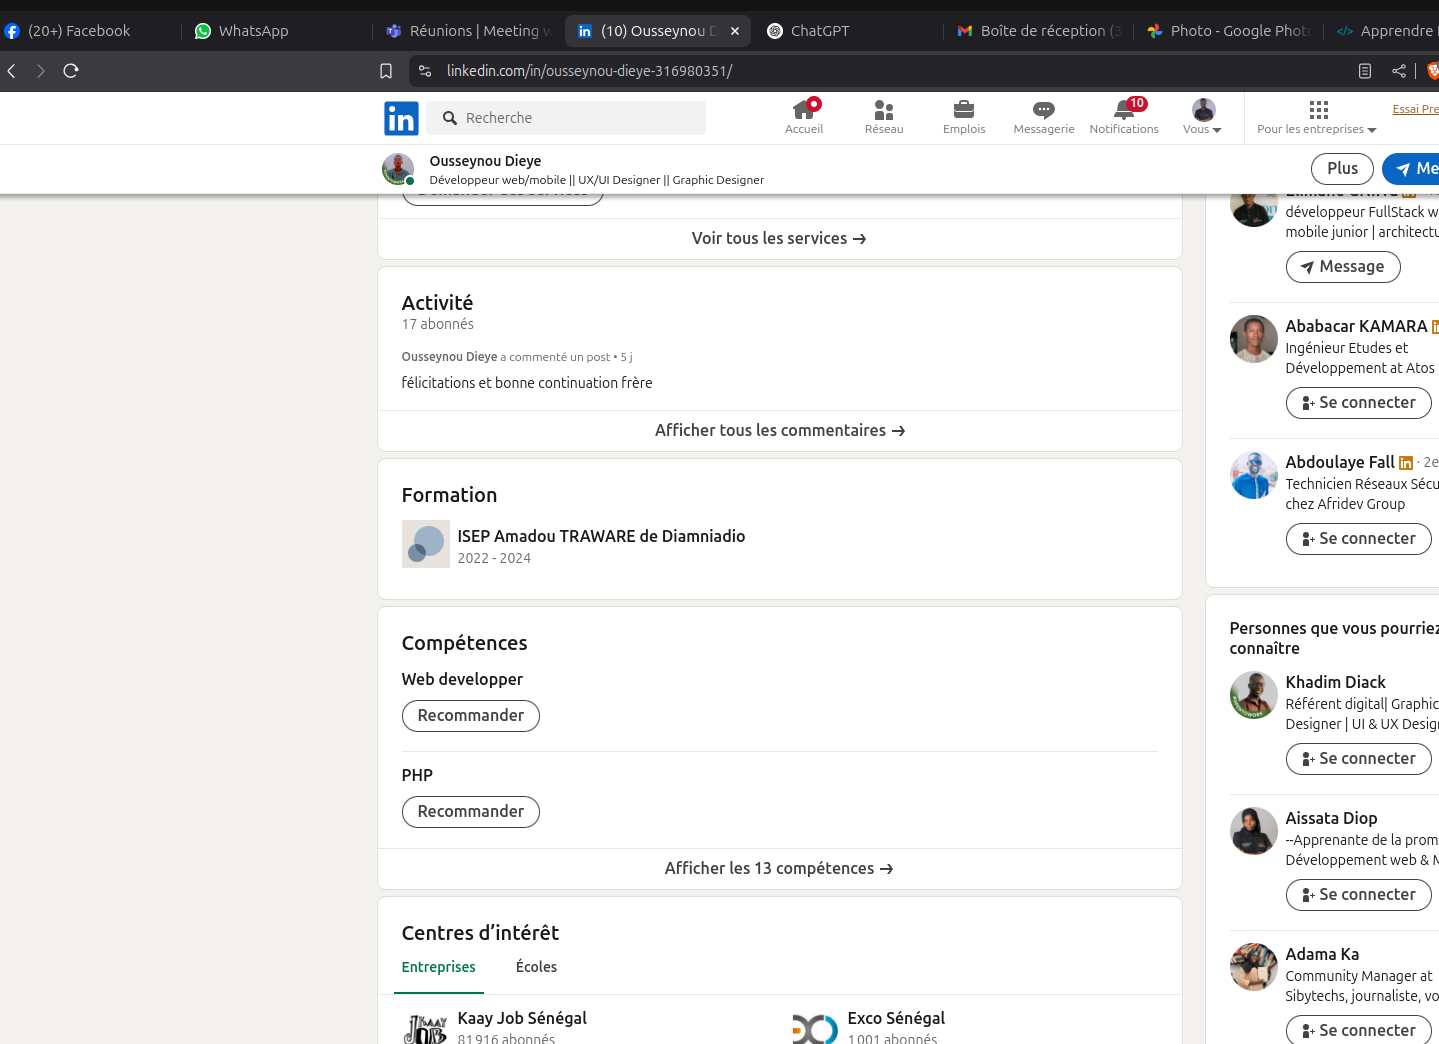 (20+) Facebook
WhatsApp
Réunions | Meeting w
(10) Ousseynou D
ChatGPT
Boîte de réception (3
Photo - Google Phot
Apprendre
linkedin.com/in/ousseynou-dieye-316980351/
Recherche
Accueil
Réseau
Emplois
Messagerie
10
Notifications
Vous
Pour les entreprises
Essai Pre
Ousseynou Dieye
Développeur web/mobile || UX/UI Designer || Graphic Designer
Plus
Me
Voir tous les services →
Activité
17 abonnés
Ousseynou Dieye a commenté un post • 5 j
félicitations et bonne continuation frère
Afficher tous les commentaires →
Formation
ISEP Amadou TRAWARE de Diamniadio
2022 - 2024
Compétences
Web developper
Recommander
PHP
Recommander
Afficher les 13 compétences →
Centres d’intérêt
Entreprises
Écoles
Kaay Job Sénégal
81 916 abonnés
Exco Sénégal
1 001 abonnés
développeur FullStack w
mobile junior | architectu
Message
Ababacar KAMARA
Ingénieur Etudes et
Développement at Atos
Se connecter
Abdoulaye Fall · 2e
Technicien Réseaux Sécu
chez Afridev Group
Se connecter
Personnes que vous pourriez
connaître
Khadim Diack
Référent digital| Graphic
Designer | UI & UX Design
Se connecter
Aissata Diop
--Apprenante de la prom
Développement web & M
Se connecter
Adama Ka
Community Manager at
Sibytechs, journaliste, vo
Se connecter